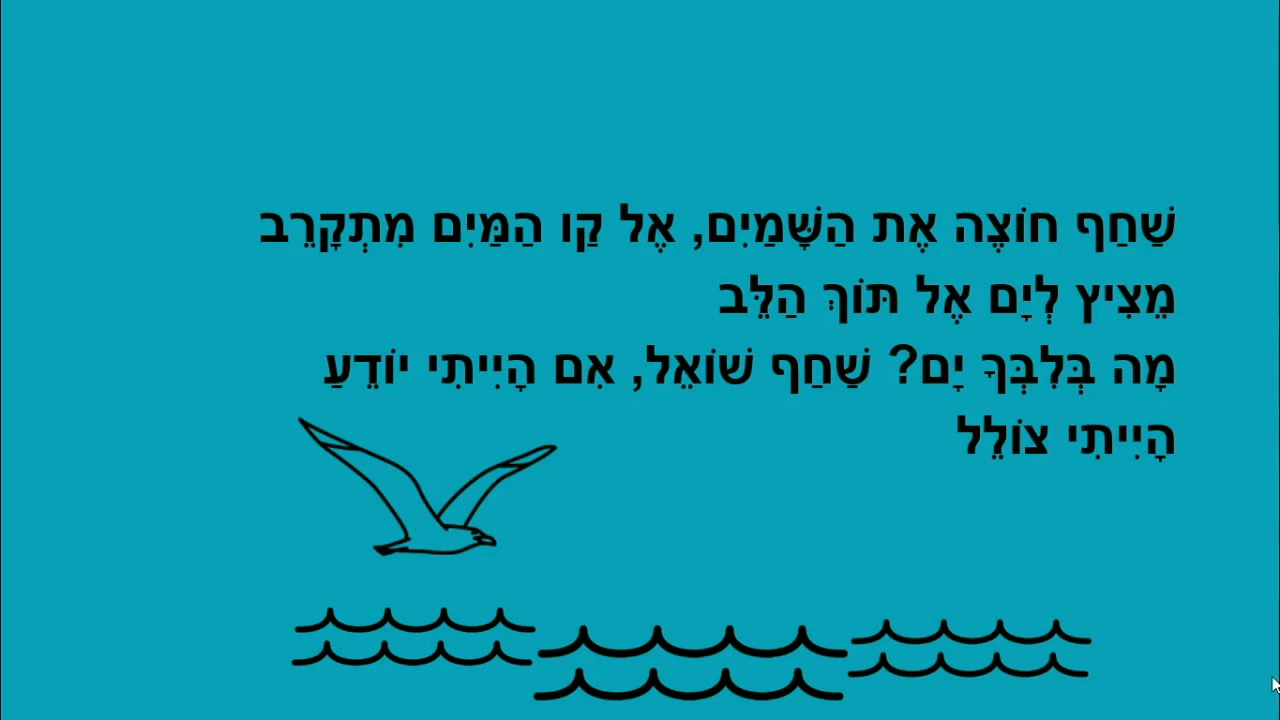 שַׁחַף חוֹצֶה אֶת הַשָּׁמַיִם, אֶל קַו הַמַּיִם מִתְקָרֵב
מֵצִיץ לְיָם אֶל תּוֹךְ הַלֵּב
מָה בְּלִבְּךָ יָם? שַׁחַף שׁוֹאֵל, אִם הָיִיתִי יוֹדֵעַ
הָיִיתִי צוֹלֵל